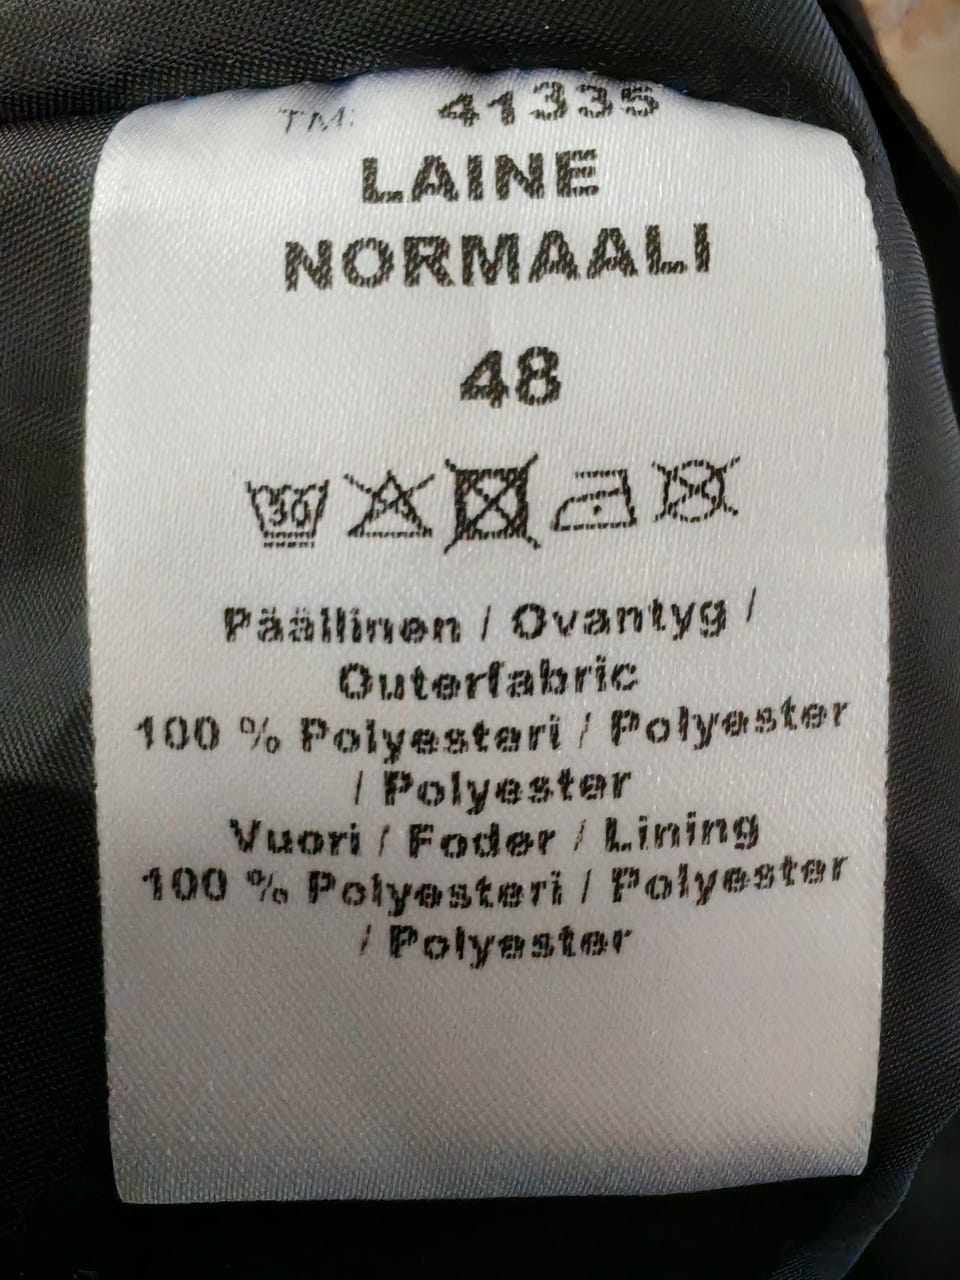 TM: 41335
LAINE
NORMAALI
48
30
Päällinen / Ovantyg /
Outerfabric
100 % Polyesteri / Polyester
/ Polyester
Vuori / Foder / Lining
100 % Polyesteri / Polyester
/ Polyester